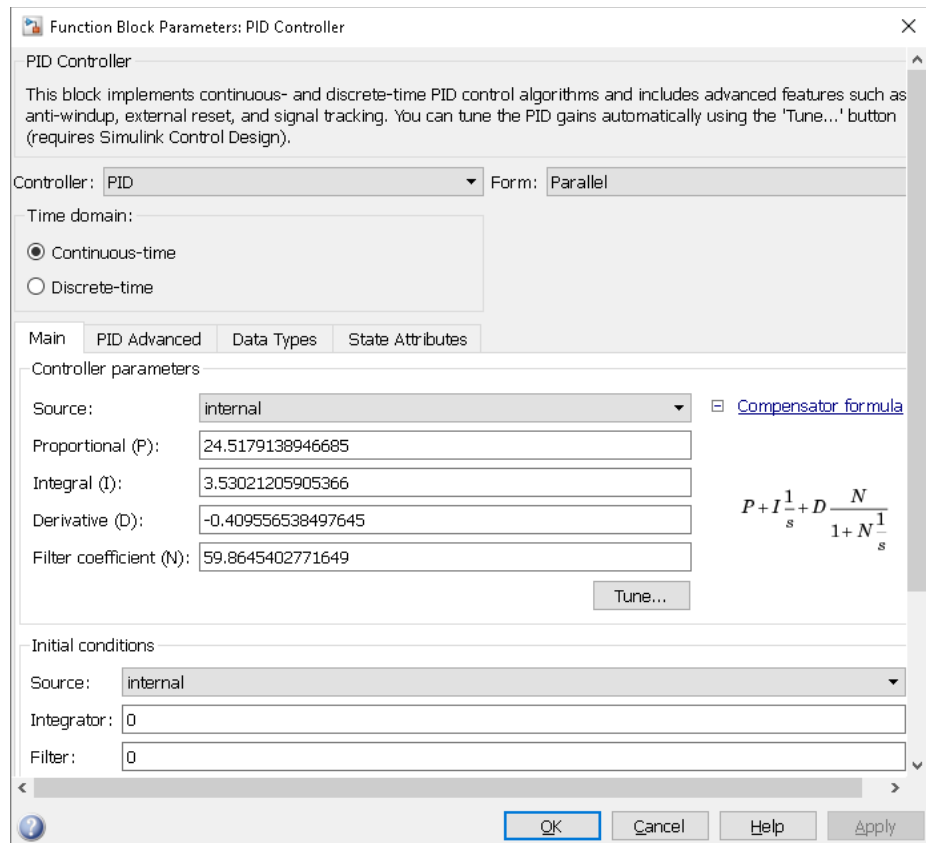 Function Block Parameters: PID Controller
PID Controller
This block implements continuous- and discrete-time PID control algorithms and includes advanced features such as
anti-windup, external reset, and signal tracking. You can tune the PID gains automatically using the 'Tune...' button
(requires Simulink Control Design).
Controller: PID Form: Parallel
Time domain:
Continuous-time
Discrete-time
Main PID Advanced Data Types State Attributes
Controller parameters
Source: internal Compensator formula
Proportional (P): 24.5179138946685
Integral (I): 3.53021205905366
Derivative (D): -0.409556538497645
Filter coefficient (N): 59.8645402771649
P+I 1/s + D N/(1+N 1/s)
Tune...
Initial conditions
Source: internal
Integrator: 0
Filter: 0
OK Cancel Help Apply